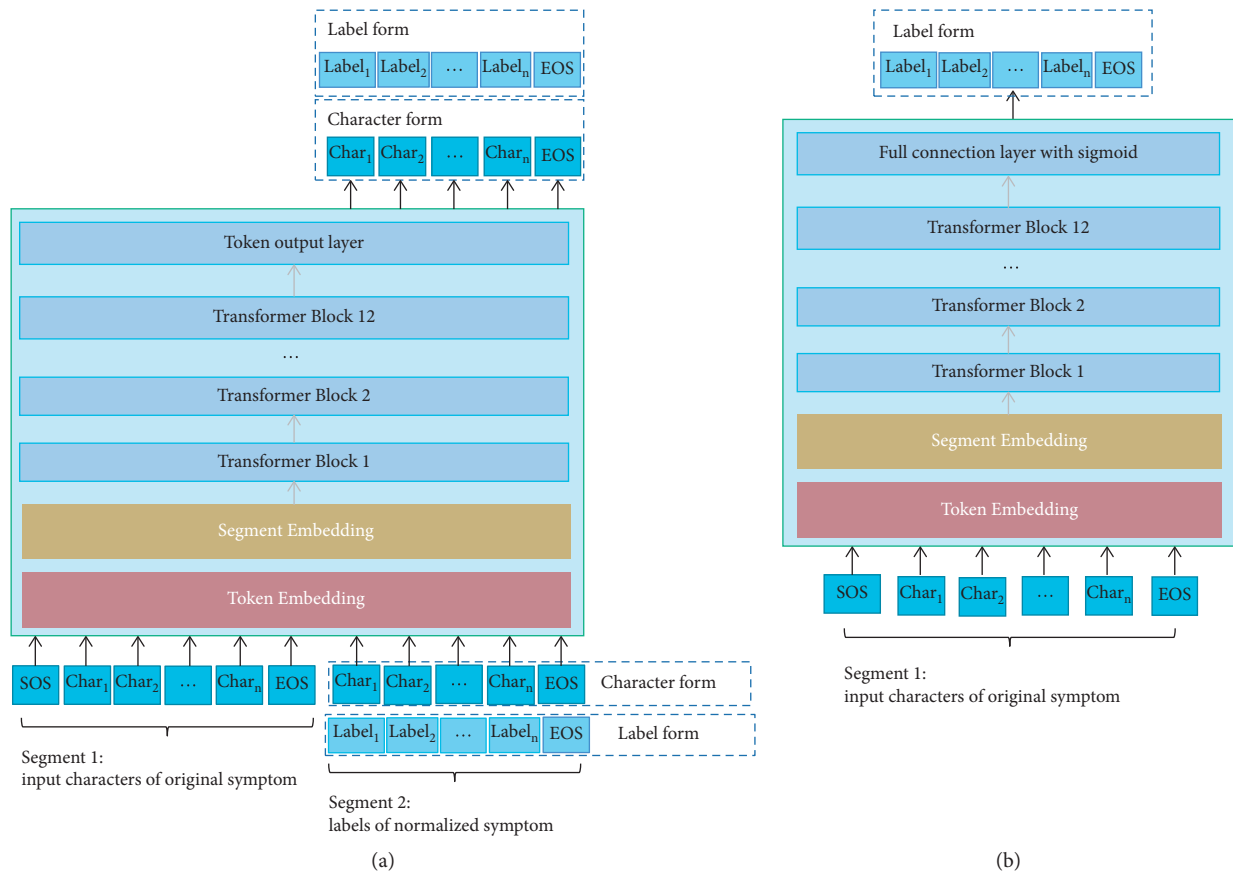 Label form
Label₁ Label₂ … Labelₙ EOS
Character form
Char₁ Char₂ … Charₙ EOS
Token output layer
Transformer Block 12
…
Transformer Block 2
Transformer Block 1
Segment Embedding
Token Embedding
SOS Char₁ Char₂ … Charₙ EOS
Char₁ Char₂ … Charₙ EOS Character form
Label₁ Label₂ … Labelₙ EOS Label form
Segment 1:
input characters of original symptom
Segment 2:
labels of normalized symptom
(a)
Label form
Label₁ Label₂ … Labelₙ EOS
Full connection layer with sigmoid
Transformer Block 12
…
Transformer Block 2
Transformer Block 1
Segment Embedding
Token Embedding
SOS Char₁ Char₂ … Charₙ EOS
Segment 1:
input characters of original symptom
(b)